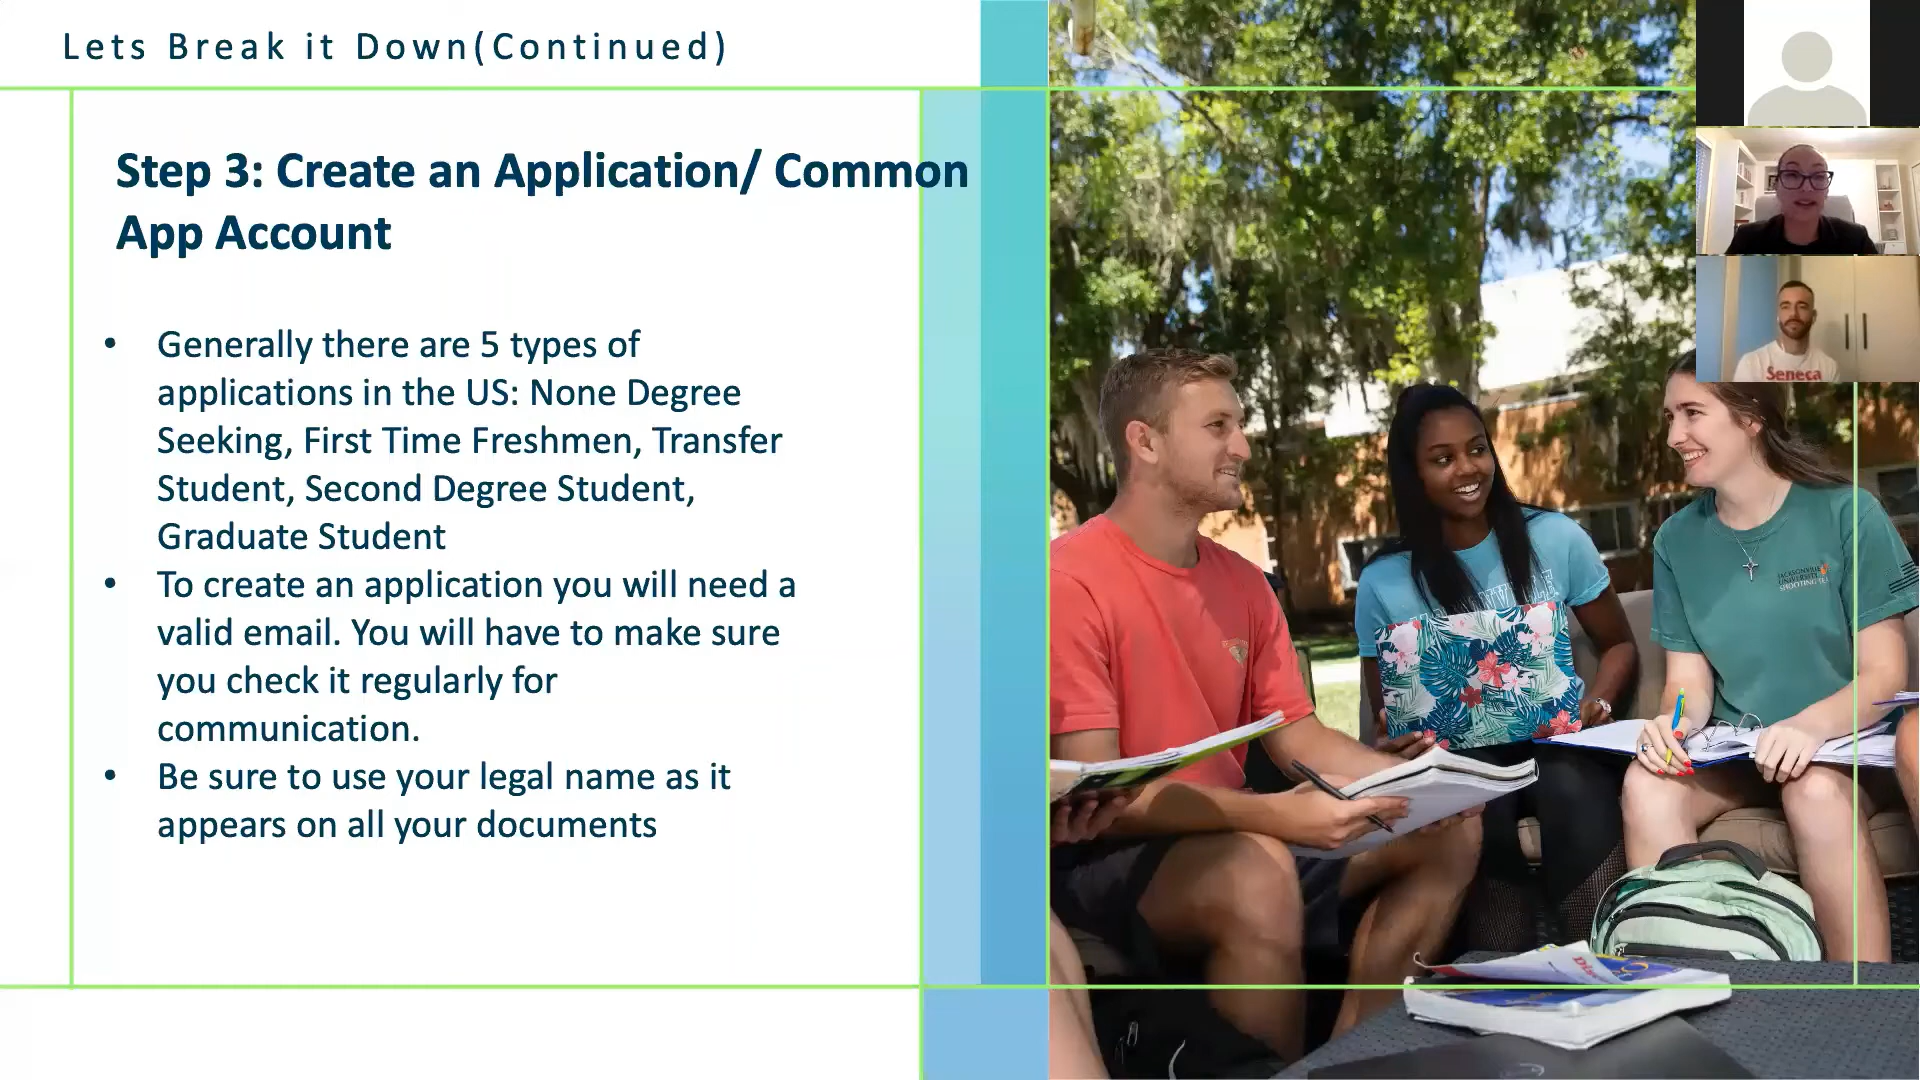 Lets Break it Down(Continued)
Step 3: Create an Application/ Common
App Account
• Generally there are 5 types of
applications in the US: None Degree
Seeking, First Time Freshmen, Transfer
Student, Second Degree Student,
Graduate Student
• To create an application you will need a
valid email. You will have to make sure
you check it regularly for
communication.
• Be sure to use your legal name as it
appears on all your documents
Seneca
JACKSONVILLE
UNIVERSITY